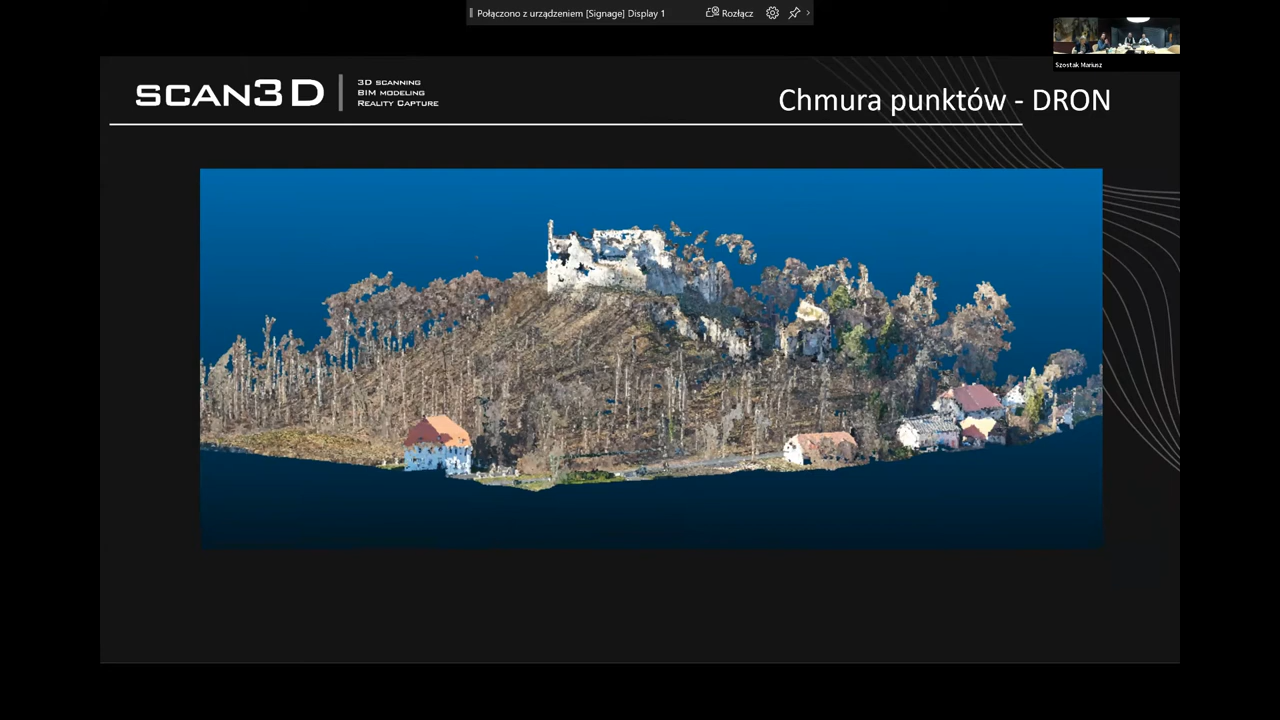 Połączono z urządzeniem [Signage] Display 1
Rozłącz
Szostak Mariusz
SCAN3D
3D SCANNING
BIM MODELING
REALITY CAPTURE
Chmura punktów - DRON